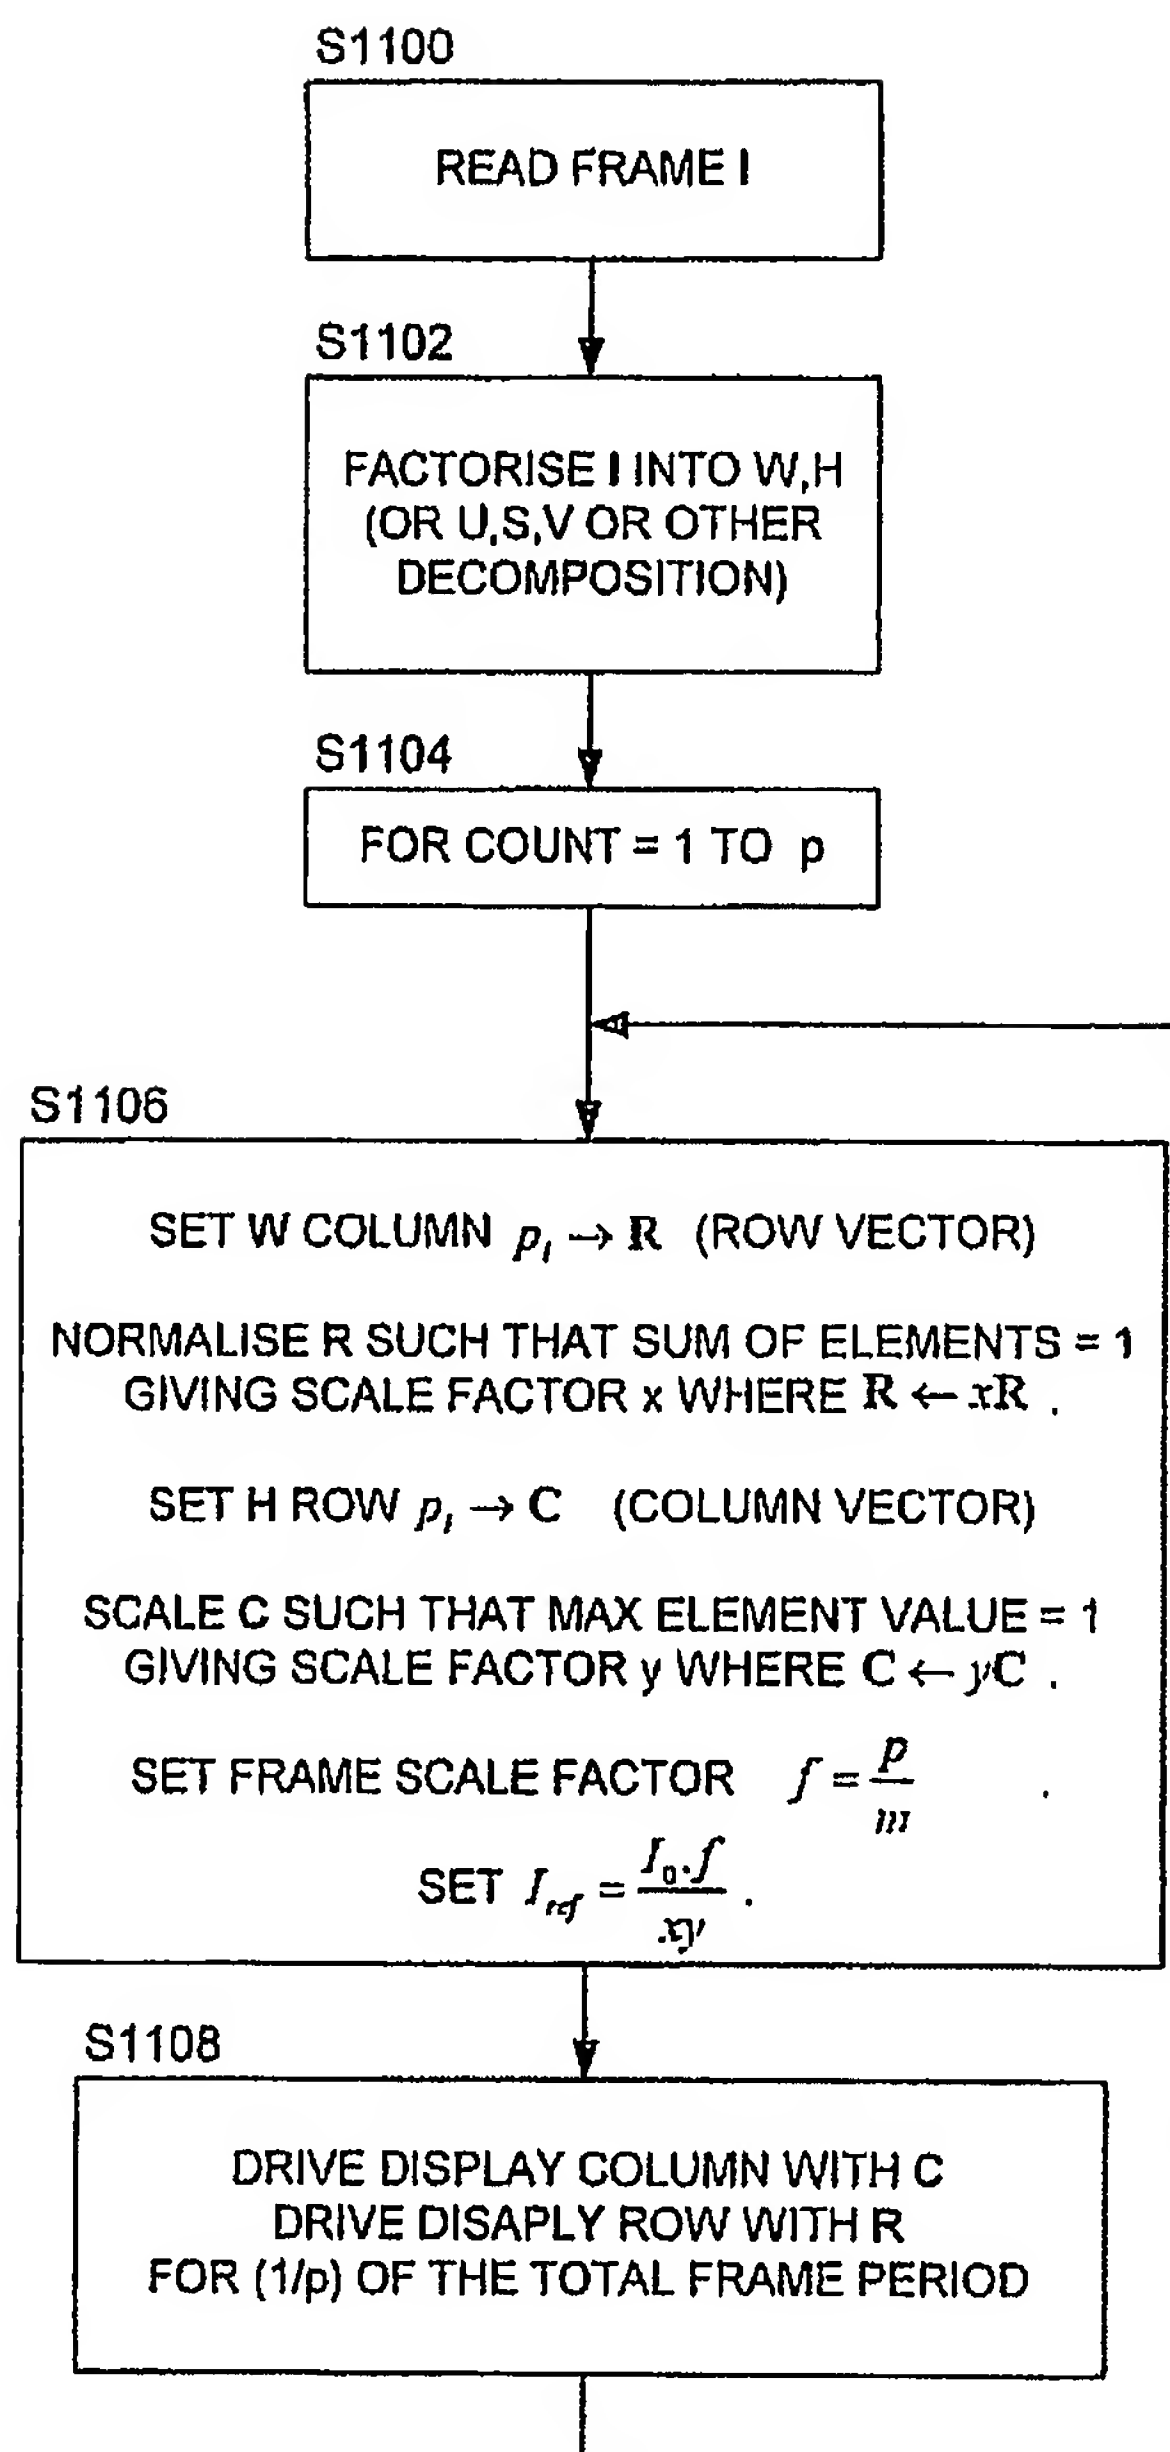 S1100
READ FRAME I
S1102
FACTORISE I INTO W,H
(OR U,S,V OR OTHER
DECOMPOSITION)
S1104
FOR COUNT = 1 TO p
S1106
SET W COLUMN p_i → R (ROW VECTOR)
NORMALISE R SUCH THAT SUM OF ELEMENTS = 1
GIVING SCALE FACTOR x WHERE R ← xR .
SET H ROW p_i → C (COLUMN VECTOR)
SCALE C SUCH THAT MAX ELEMENT VALUE = 1
GIVING SCALE FACTOR y WHERE C ← yC .
SET FRAME SCALE FACTOR f = p/m .
SET I_ref = I_0.f/xy .
S1108
DRIVE DISPLAY COLUMN WITH C
DRIVE DISAPLY ROW WITH R
FOR (1/p) OF THE TOTAL FRAME PERIOD